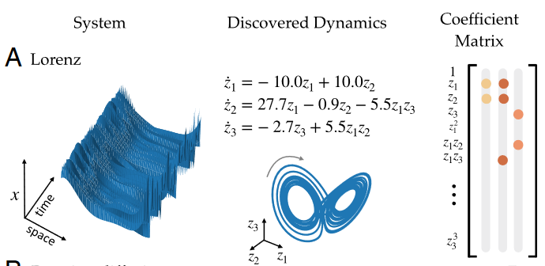 System
Discovered Dynamics
Coefficient
Matrix
A Lorenz
ż₁ = − 10.0z₁ + 10.0z₂
ż₂ = 27.7z₁ − 0.9z₂ − 5.5z₁z₃
ż₃ = − 2.7z₃ + 5.5z₁z₂
x
time
space
z₃
z₂
z₁
1
z₁
z₂
z₃
z₁²
z₁z₂
z₁z₃
⋮
z₃³